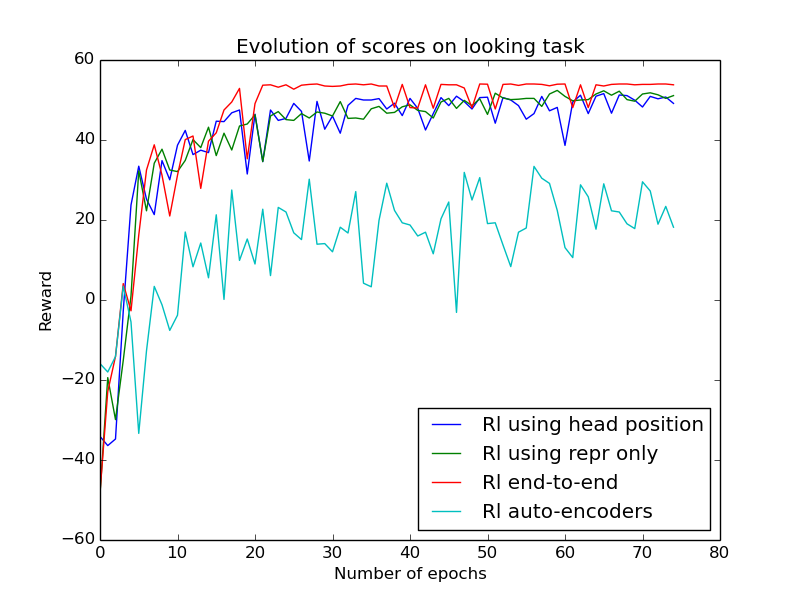 Evolution of scores on looking task
60
40
20
0
−20
−40
−60
Reward
0 10 20 30 40 50 60 70 80
Number of epochs
Rl using head position
Rl using repr only
Rl end-to-end
Rl auto-encoders